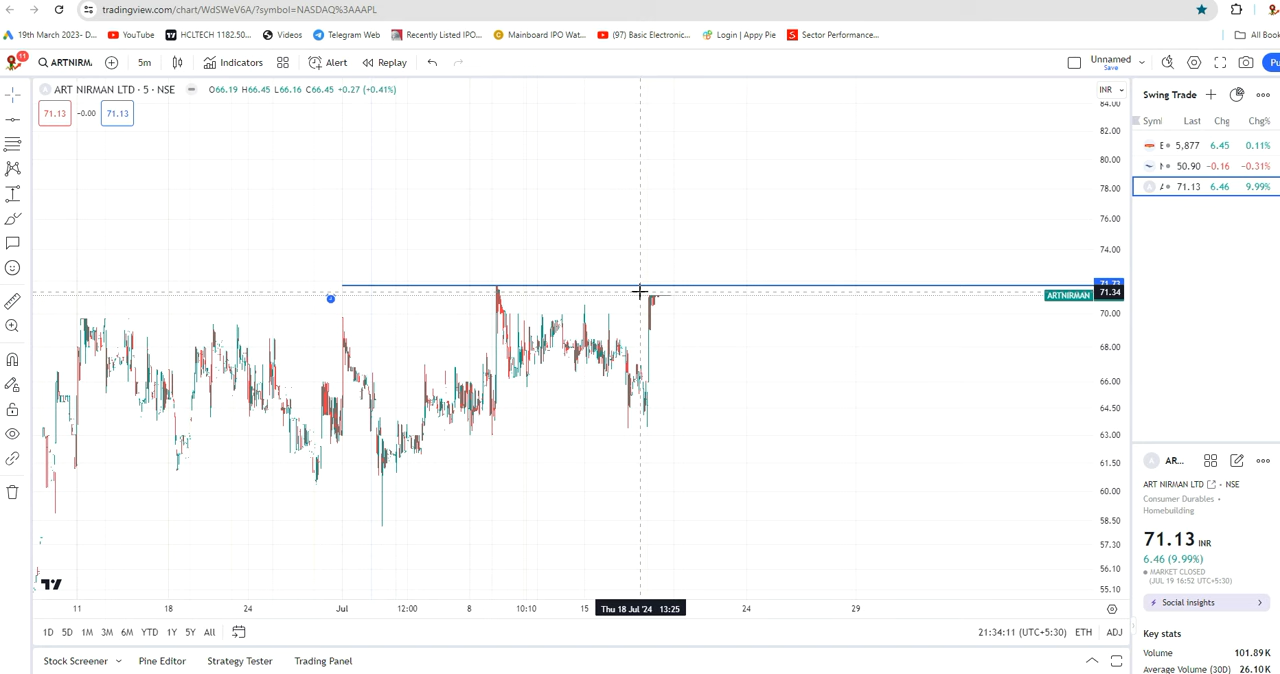 tradingview.com/chart/WdSWeV6A/?symbol=NASDAQ%3AAAPL
19th March 2023- D... YouTube HCLTECH 1182.50... Videos Telegram Web Recently Listed IPO... Mainboard IPO Wat... (97) Basic Electronic... Login | Appy Pie Sector Performance... All Book
11 ARTNIRM. 5m Indicators Alert Replay Unnamed Save Pu
ART NIRMAN LTD · 5 · NSE O66.19 H66.45 L66.16 C66.45 +0.27 (+0.41%) INR
71.13 -0.00 71.13
Swing Trade
Syml Last Chg Chg%
E 5,877 6.45 0.11%
50.90 −0.16 −0.31%
71.13 6.46 9.99%
84.00
82.00
80.00
78.00
76.00
74.00
71.73
ARTNIRMAN 71.34
70.00
68.00
66.00
64.50
63.00
61.50
60.00
58.50
57.30
56.10
55.10
AR...
ART NIRMAN LTD · NSE
Consumer Durables •
Homebuilding
71.13 INR
6.46 (9.99%)
MARKET CLOSED
(JUL 19 16:52 UTC+5:30)
Social insights
Key stats
Volume 101.89K
Average Volume (30D) 26.10K
11 18 24 Jul 12:00 8 10:10 15 Thu 18 Jul '24 13:25 24 29
1D 5D 1M 3M 6M YTD 1Y 5Y All 21:34:11 (UTC+5:30) ETH ADJ
Stock Screener Pine Editor Strategy Tester Trading Panel